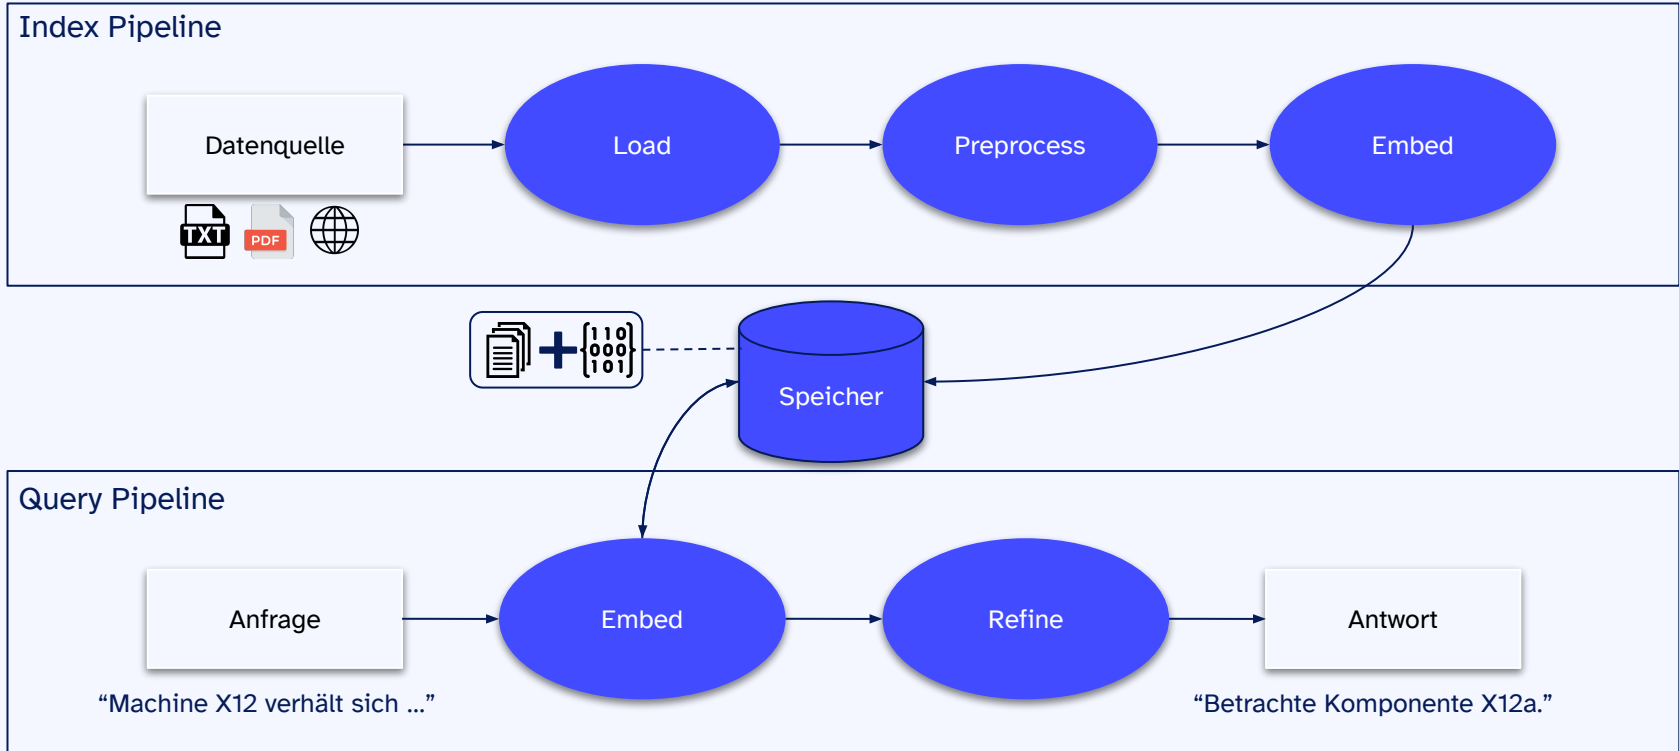 Index Pipeline
Datenquelle
Load
Preprocess
Embed
TXT
PDF
110
000
101
Speicher
Query Pipeline
Anfrage
Embed
Refine
Antwort
“Machine X12 verhält sich ...”
“Betrachte Komponente X12a.”